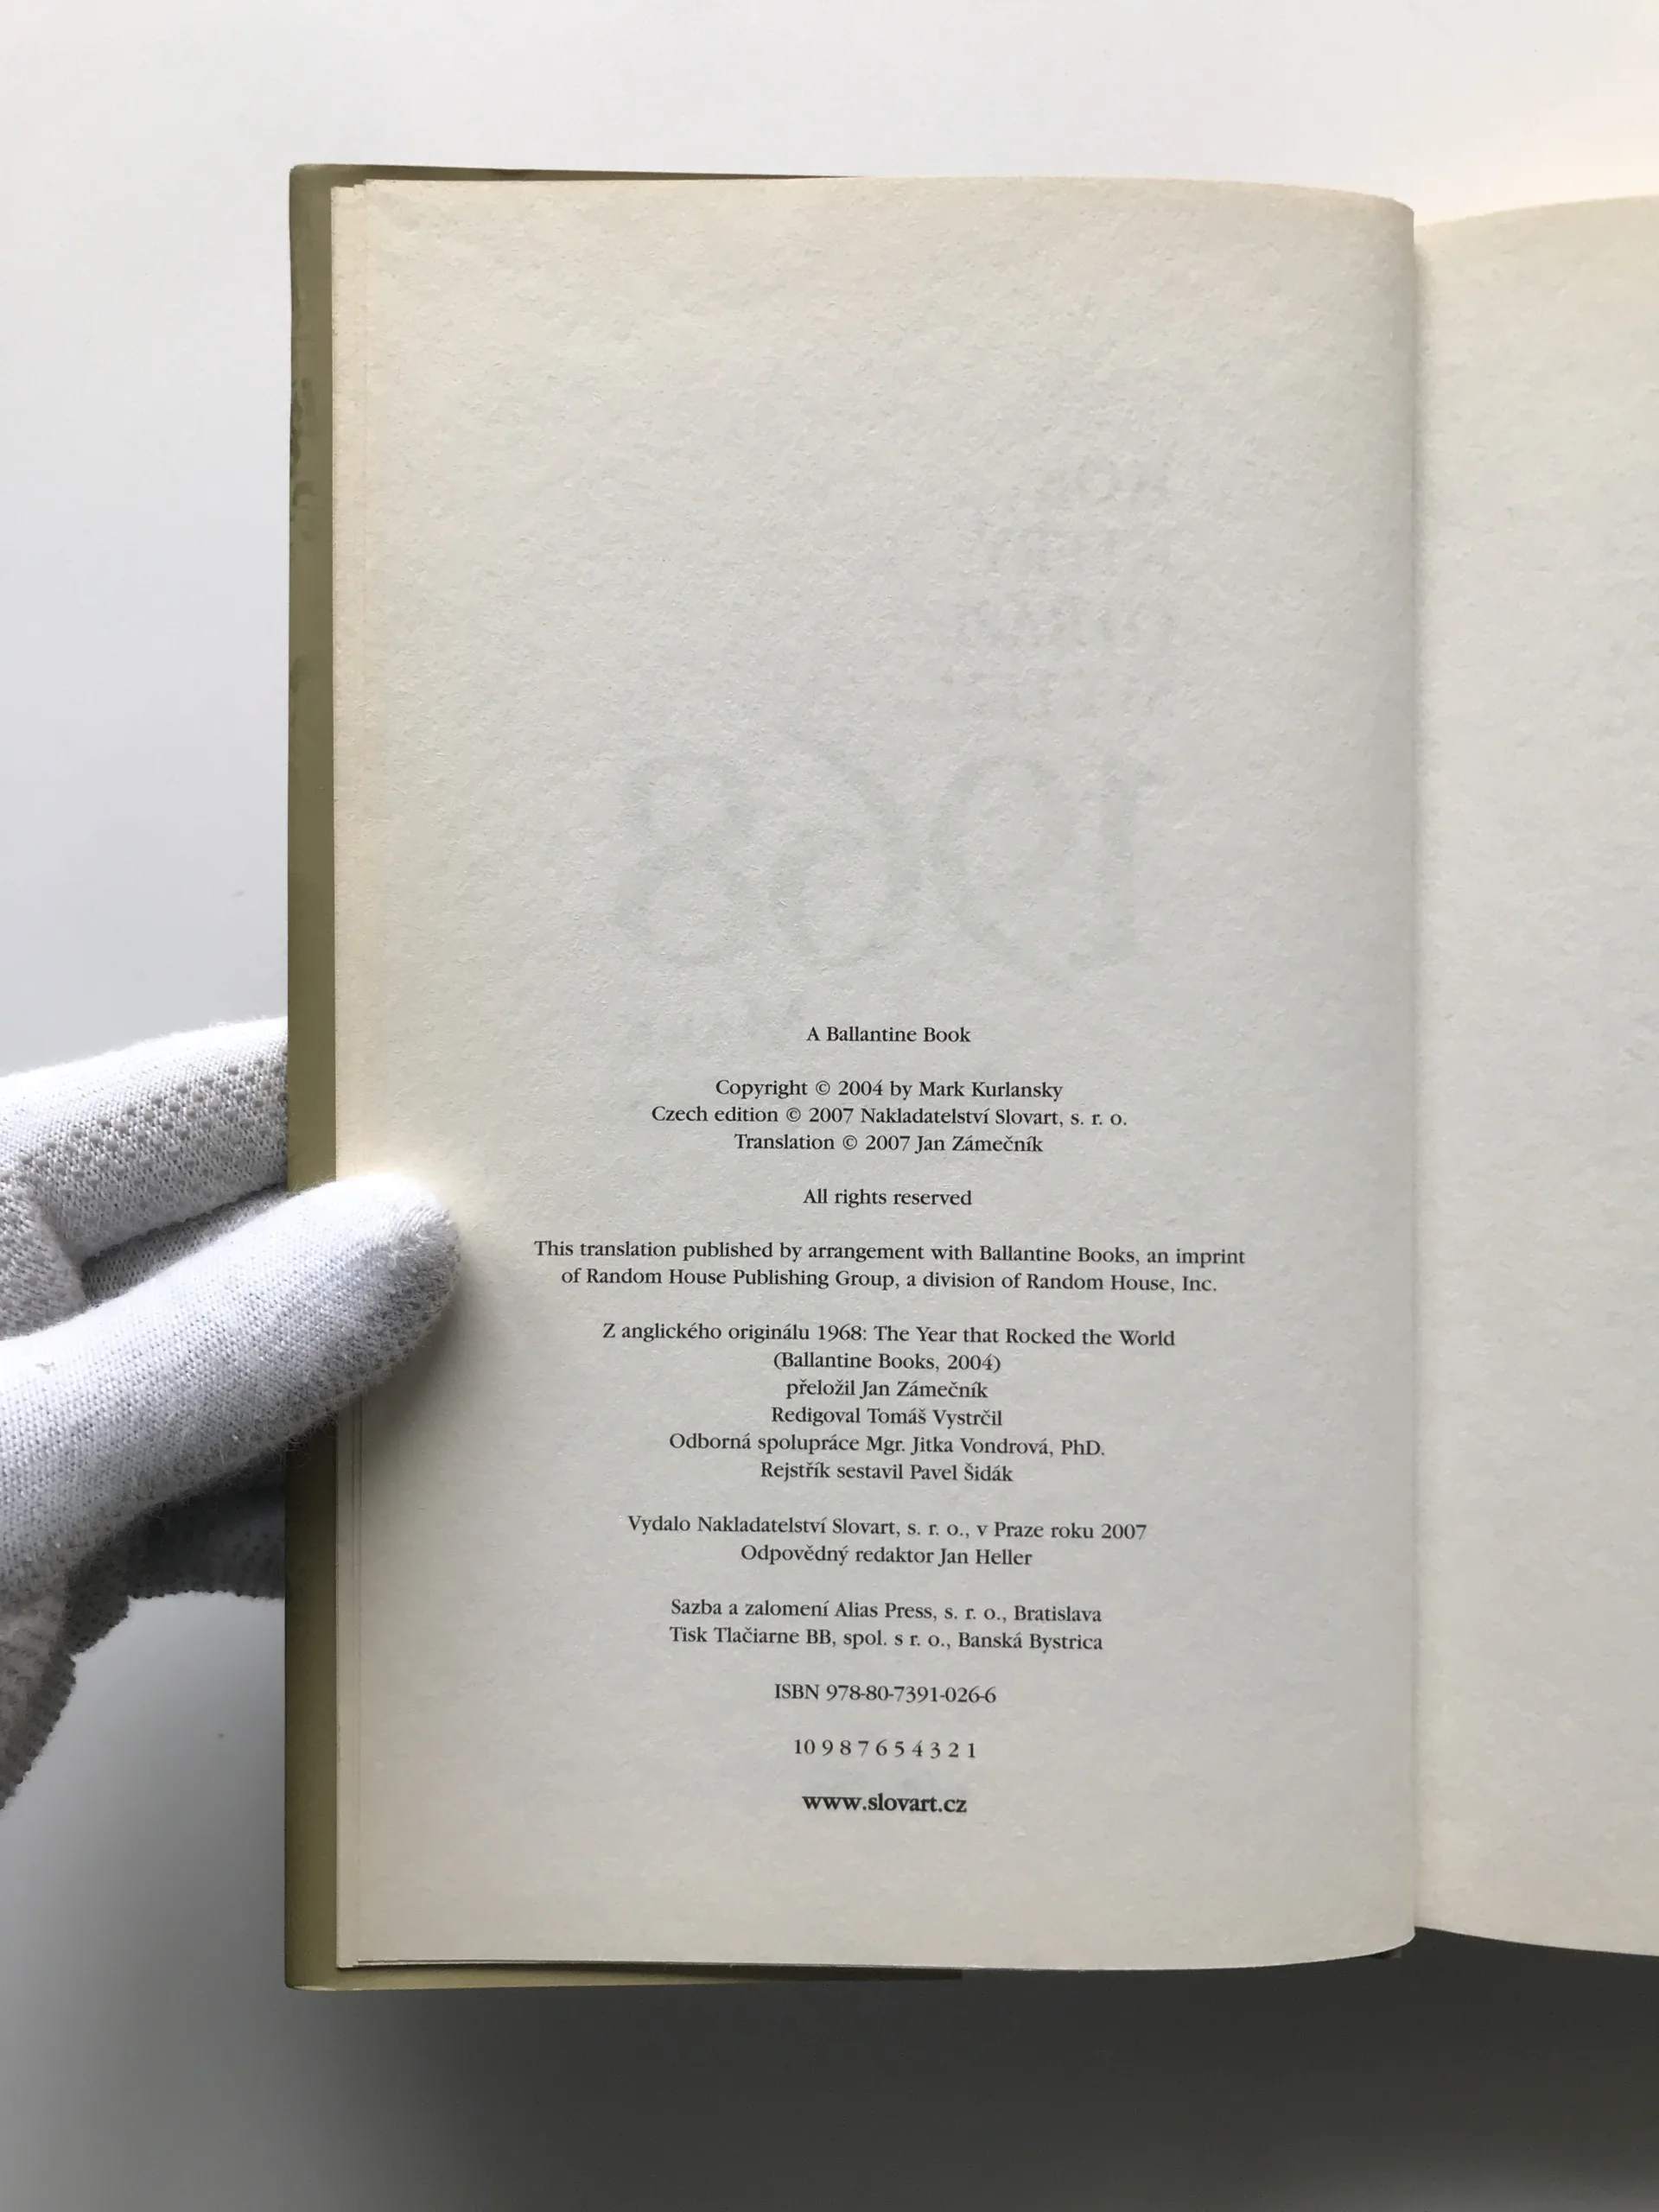 A Ballantine Book
Copyright © 2004 by Mark Kurlansky
Czech edition © 2007 Nakladatelství Slovart, s. r. o.
Translation © 2007 Jan Zámečník
All rights reserved
This translation published by arrangement with Ballantine Books, an imprint
of Random House Publishing Group, a division of Random House, Inc.
Z anglického originálu 1968: The Year that Rocked the World
(Ballantine Books, 2004)
přeložil Jan Zámečník
Redigoval Tomáš Vystrčil
Odborná spolupráce Mgr. Jitka Vondrová, PhD.
Rejstřík sestavil Pavel Šidák
Vydalo Nakladatelství Slovart, s. r. o., v Praze roku 2007
Odpovědný redaktor Jan Heller
Sazba a zalomení Alias Press, s. r. o., Bratislava
Tisk Tlačiarne BB, spol. s r. o., Banská Bystrica
ISBN 978-80-7391-026-6
10 9 8 7 6 5 4 3 2 1
www.slovart.cz